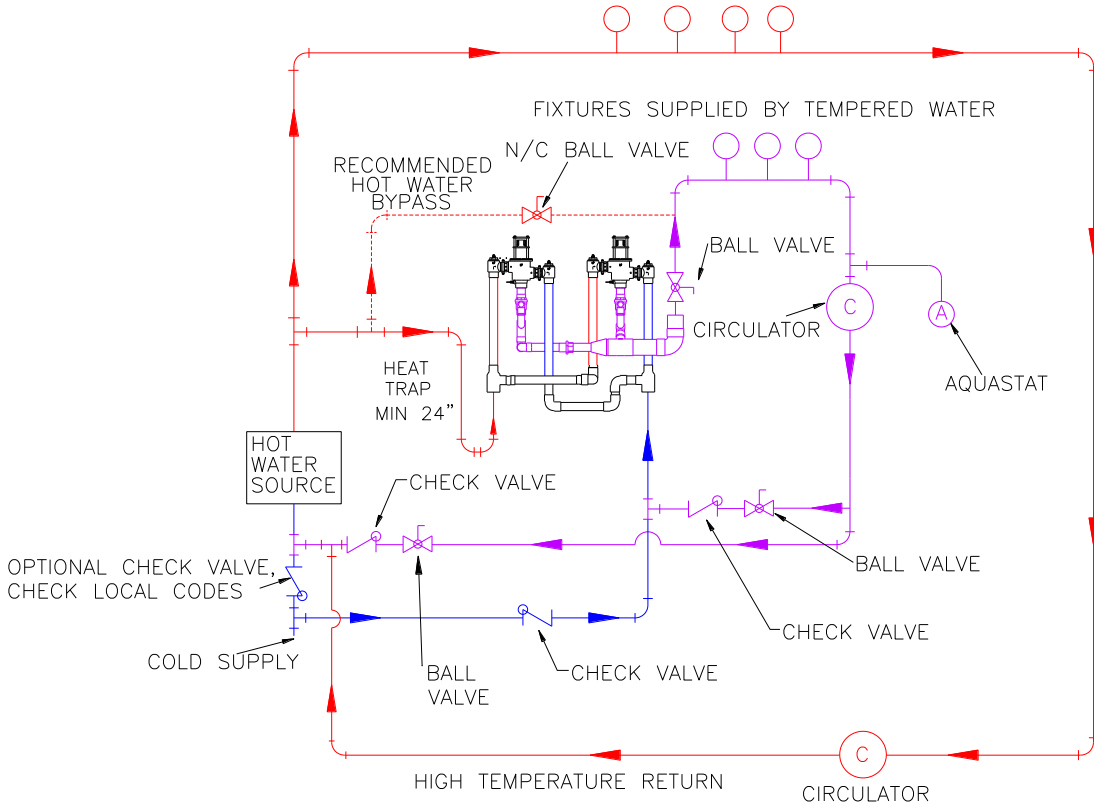 FIXTURES SUPPLIED BY TEMPERED WATER
N/C BALL VALVE
RECOMMENDED
HOT WATER
BYPASS
BALL VALVE
C
CIRCULATOR
A
AQUASTAT
HEAT
TRAP
MIN 24"
HOT
WATER
SOURCE
CHECK VALVE
OPTIONAL CHECK VALVE,
CHECK LOCAL CODES
BALL VALVE
CHECK VALVE
COLD SUPPLY
BALL
VALVE
CHECK VALVE
C
HIGH TEMPERATURE RETURN
CIRCULATOR